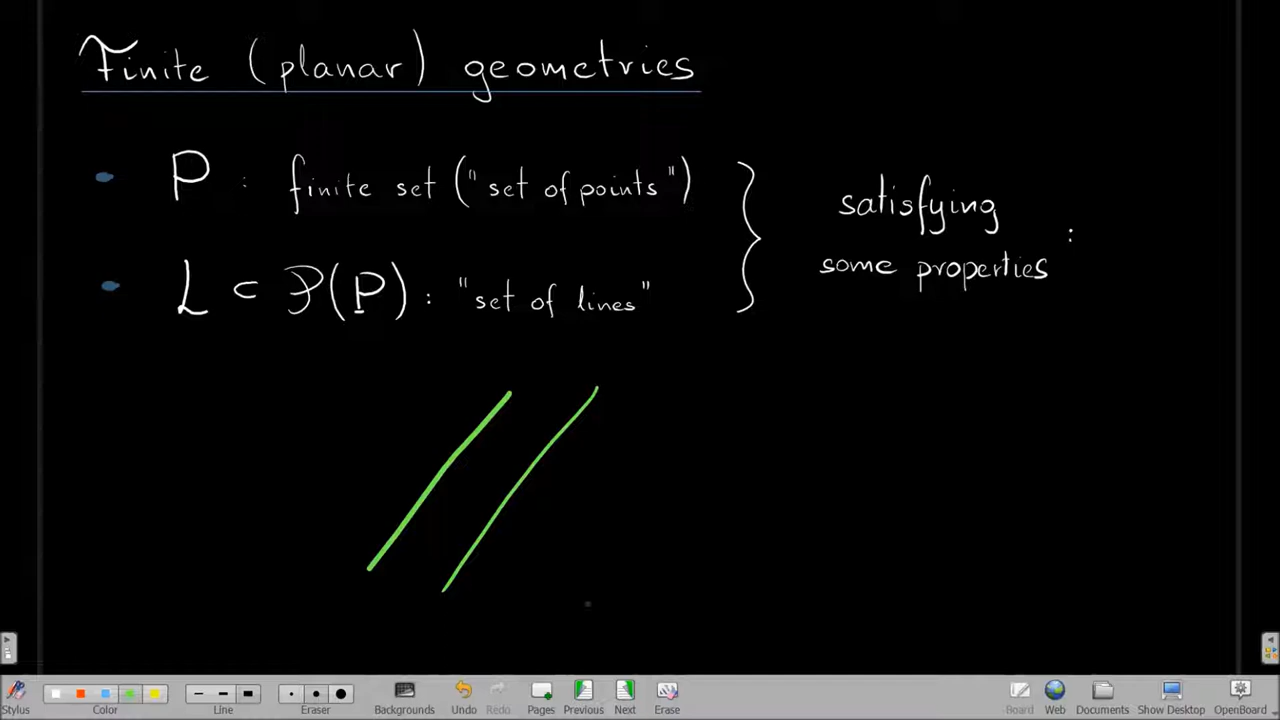 Finite (planar) geometries
• P : finite set ("set of points")
satisfying
some properties :
• L ⊂ P(P) : "set of lines"
Stylus Color Line Eraser Backgrounds Undo Redo Pages Previous Next Erase Board Web Documents Show Desktop OpenBoard